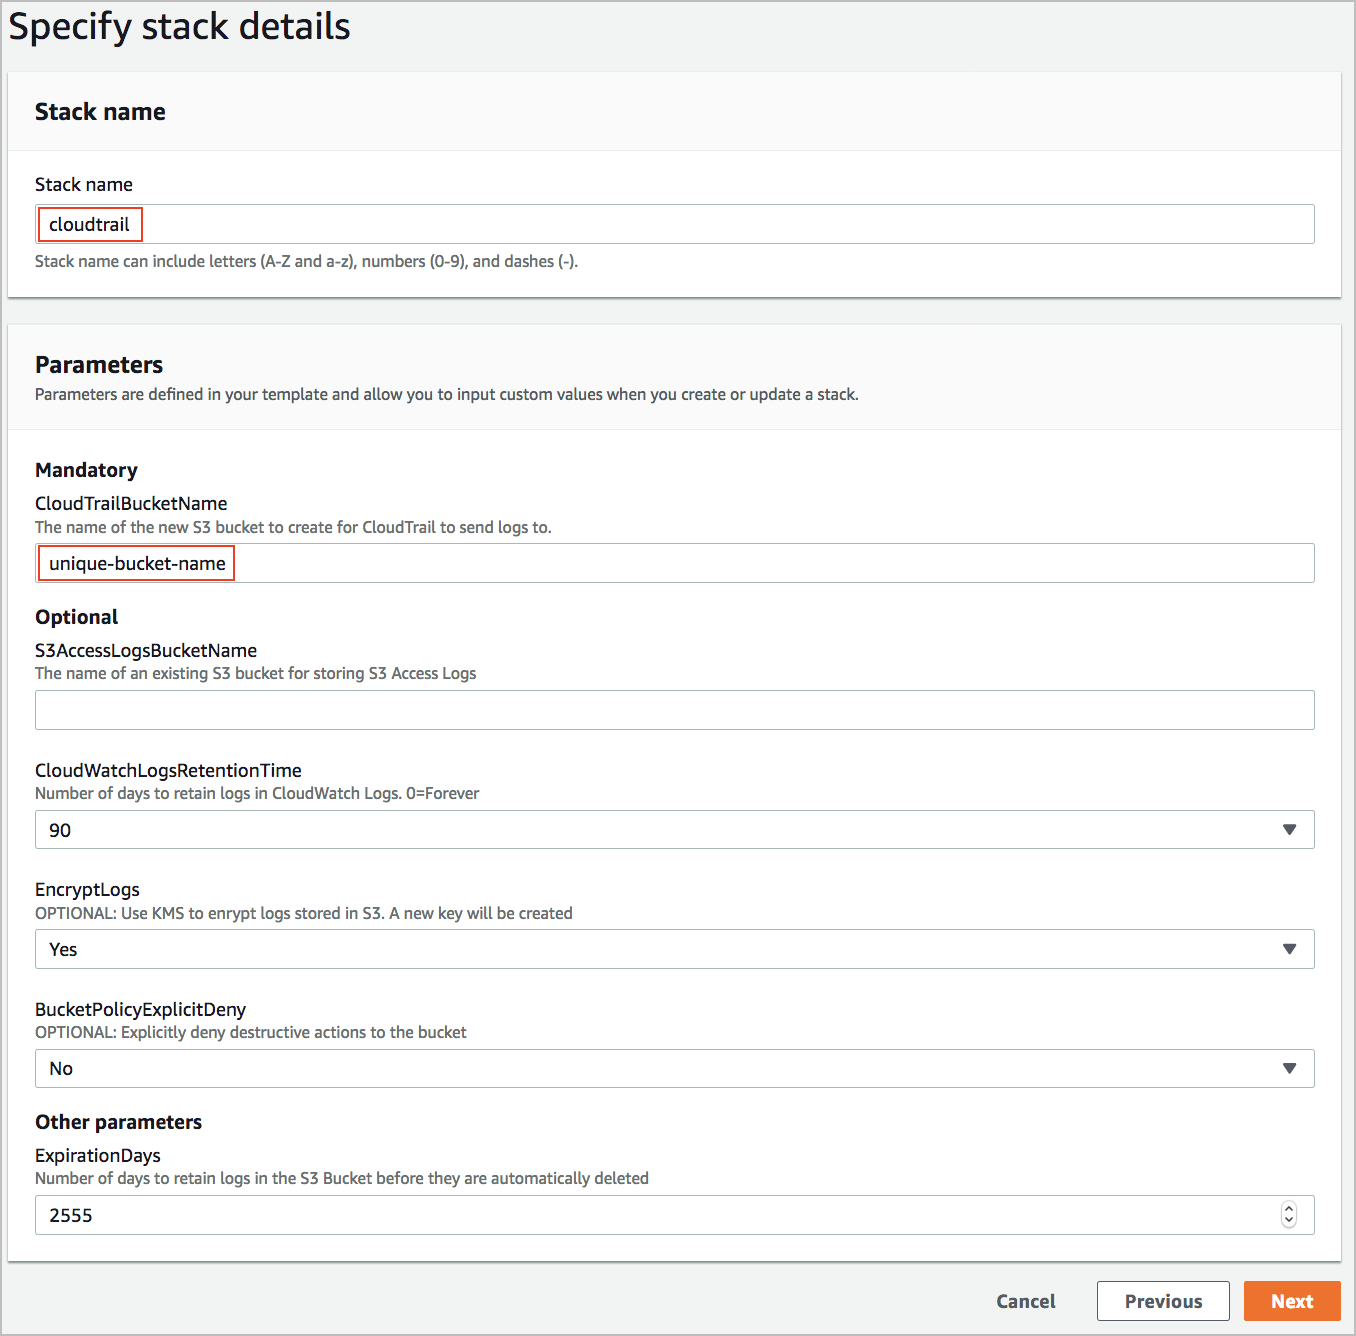 Specify stack details
Stack name
Stack name
cloudtrail
Stack name can include letters (A-Z and a-z), numbers (0-9), and dashes (-).
Parameters
Parameters are defined in your template and allow you to input custom values when you create or update a stack.
Mandatory
CloudTrailBucketName
The name of the new S3 bucket to create for CloudTrail to send logs to.
unique-bucket-name
Optional
S3AccessLogsBucketName
The name of an existing S3 bucket for storing S3 Access Logs
CloudWatchLogsRetentionTime
Number of days to retain logs in CloudWatch Logs. 0=Forever
90
EncryptLogs
OPTIONAL: Use KMS to encrypt logs stored in S3. A new key will be created
Yes
BucketPolicyExplicitDeny
OPTIONAL: Explicitly deny destructive actions to the bucket
No
Other parameters
ExpirationDays
Number of days to retain logs in the S3 Bucket before they are automatically deleted
2555
Cancel Previous Next